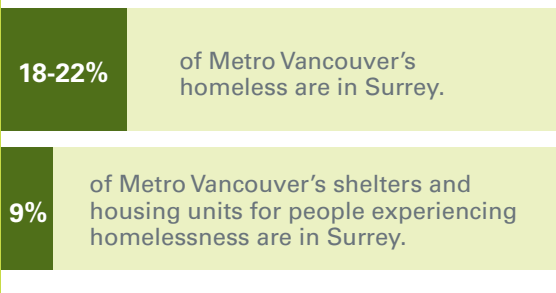 18-22%
of Metro Vancouver's
homeless are in Surrey.
9%
of Metro Vancouver's shelters and
housing units for people experiencing
homelessness are in Surrey.